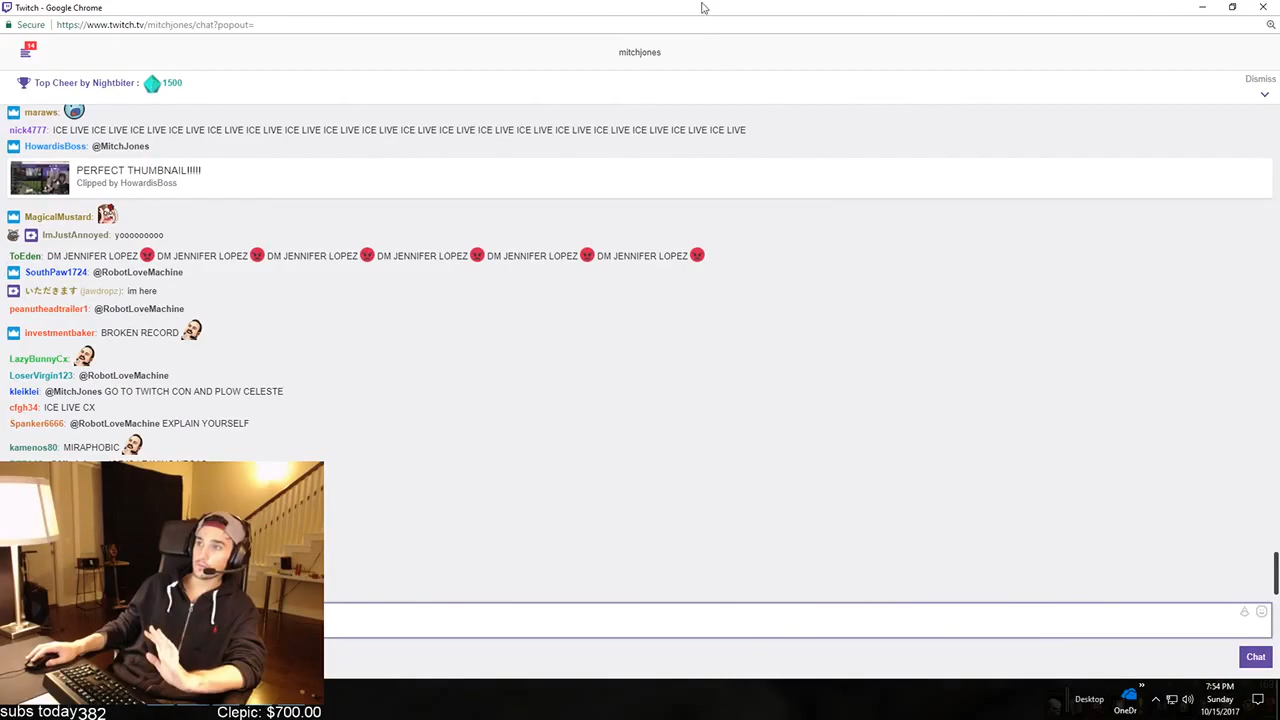 Twitch - Google Chrome
Secure https://www.twitch.tv/mitchjones/chat?popout=
14
mitchjones
Top Cheer by Nightbiter : 1500
Dismiss
maraws:
nick4777: ICE LIVE ICE LIVE ICE LIVE ICE LIVE ICE LIVE ICE LIVE ICE LIVE ICE LIVE ICE LIVE ICE LIVE ICE LIVE ICE LIVE ICE LIVE ICE LIVE ICE LIVE ICE LIVE ICE LIVE ICE LIVE
HowardisBoss: @MitchJones
PERFECT THUMBNAIL!!!!!
Clipped by HowardisBoss
MagicalMustard:
ImJustAnnoyed: yooooooooo
ToEden: DM JENNIFER LOPEZ DM JENNIFER LOPEZ DM JENNIFER LOPEZ DM JENNIFER LOPEZ DM JENNIFER LOPEZ DM JENNIFER LOPEZ
SouthPaw1724: @RobotLoveMachine
いただきます (jawdropz): im here
peanutheadtrailer1: @RobotLoveMachine
investmentbaker: BROKEN RECORD
LazyBunnyCx:
LoserVirgin123: @RobotLoveMachine
kleiklei: @MitchJones GO TO TWITCH CON AND PLOW CELESTE
cfgh34: ICE LIVE CX
Spanker6666: @RobotLoveMachine EXPLAIN YOURSELF
kamenos80: MIRAPHOBIC
Chat
Desktop
OneDr
7:54 PM
Sunday
10/15/2017
subs today382
Clepic: $700.00